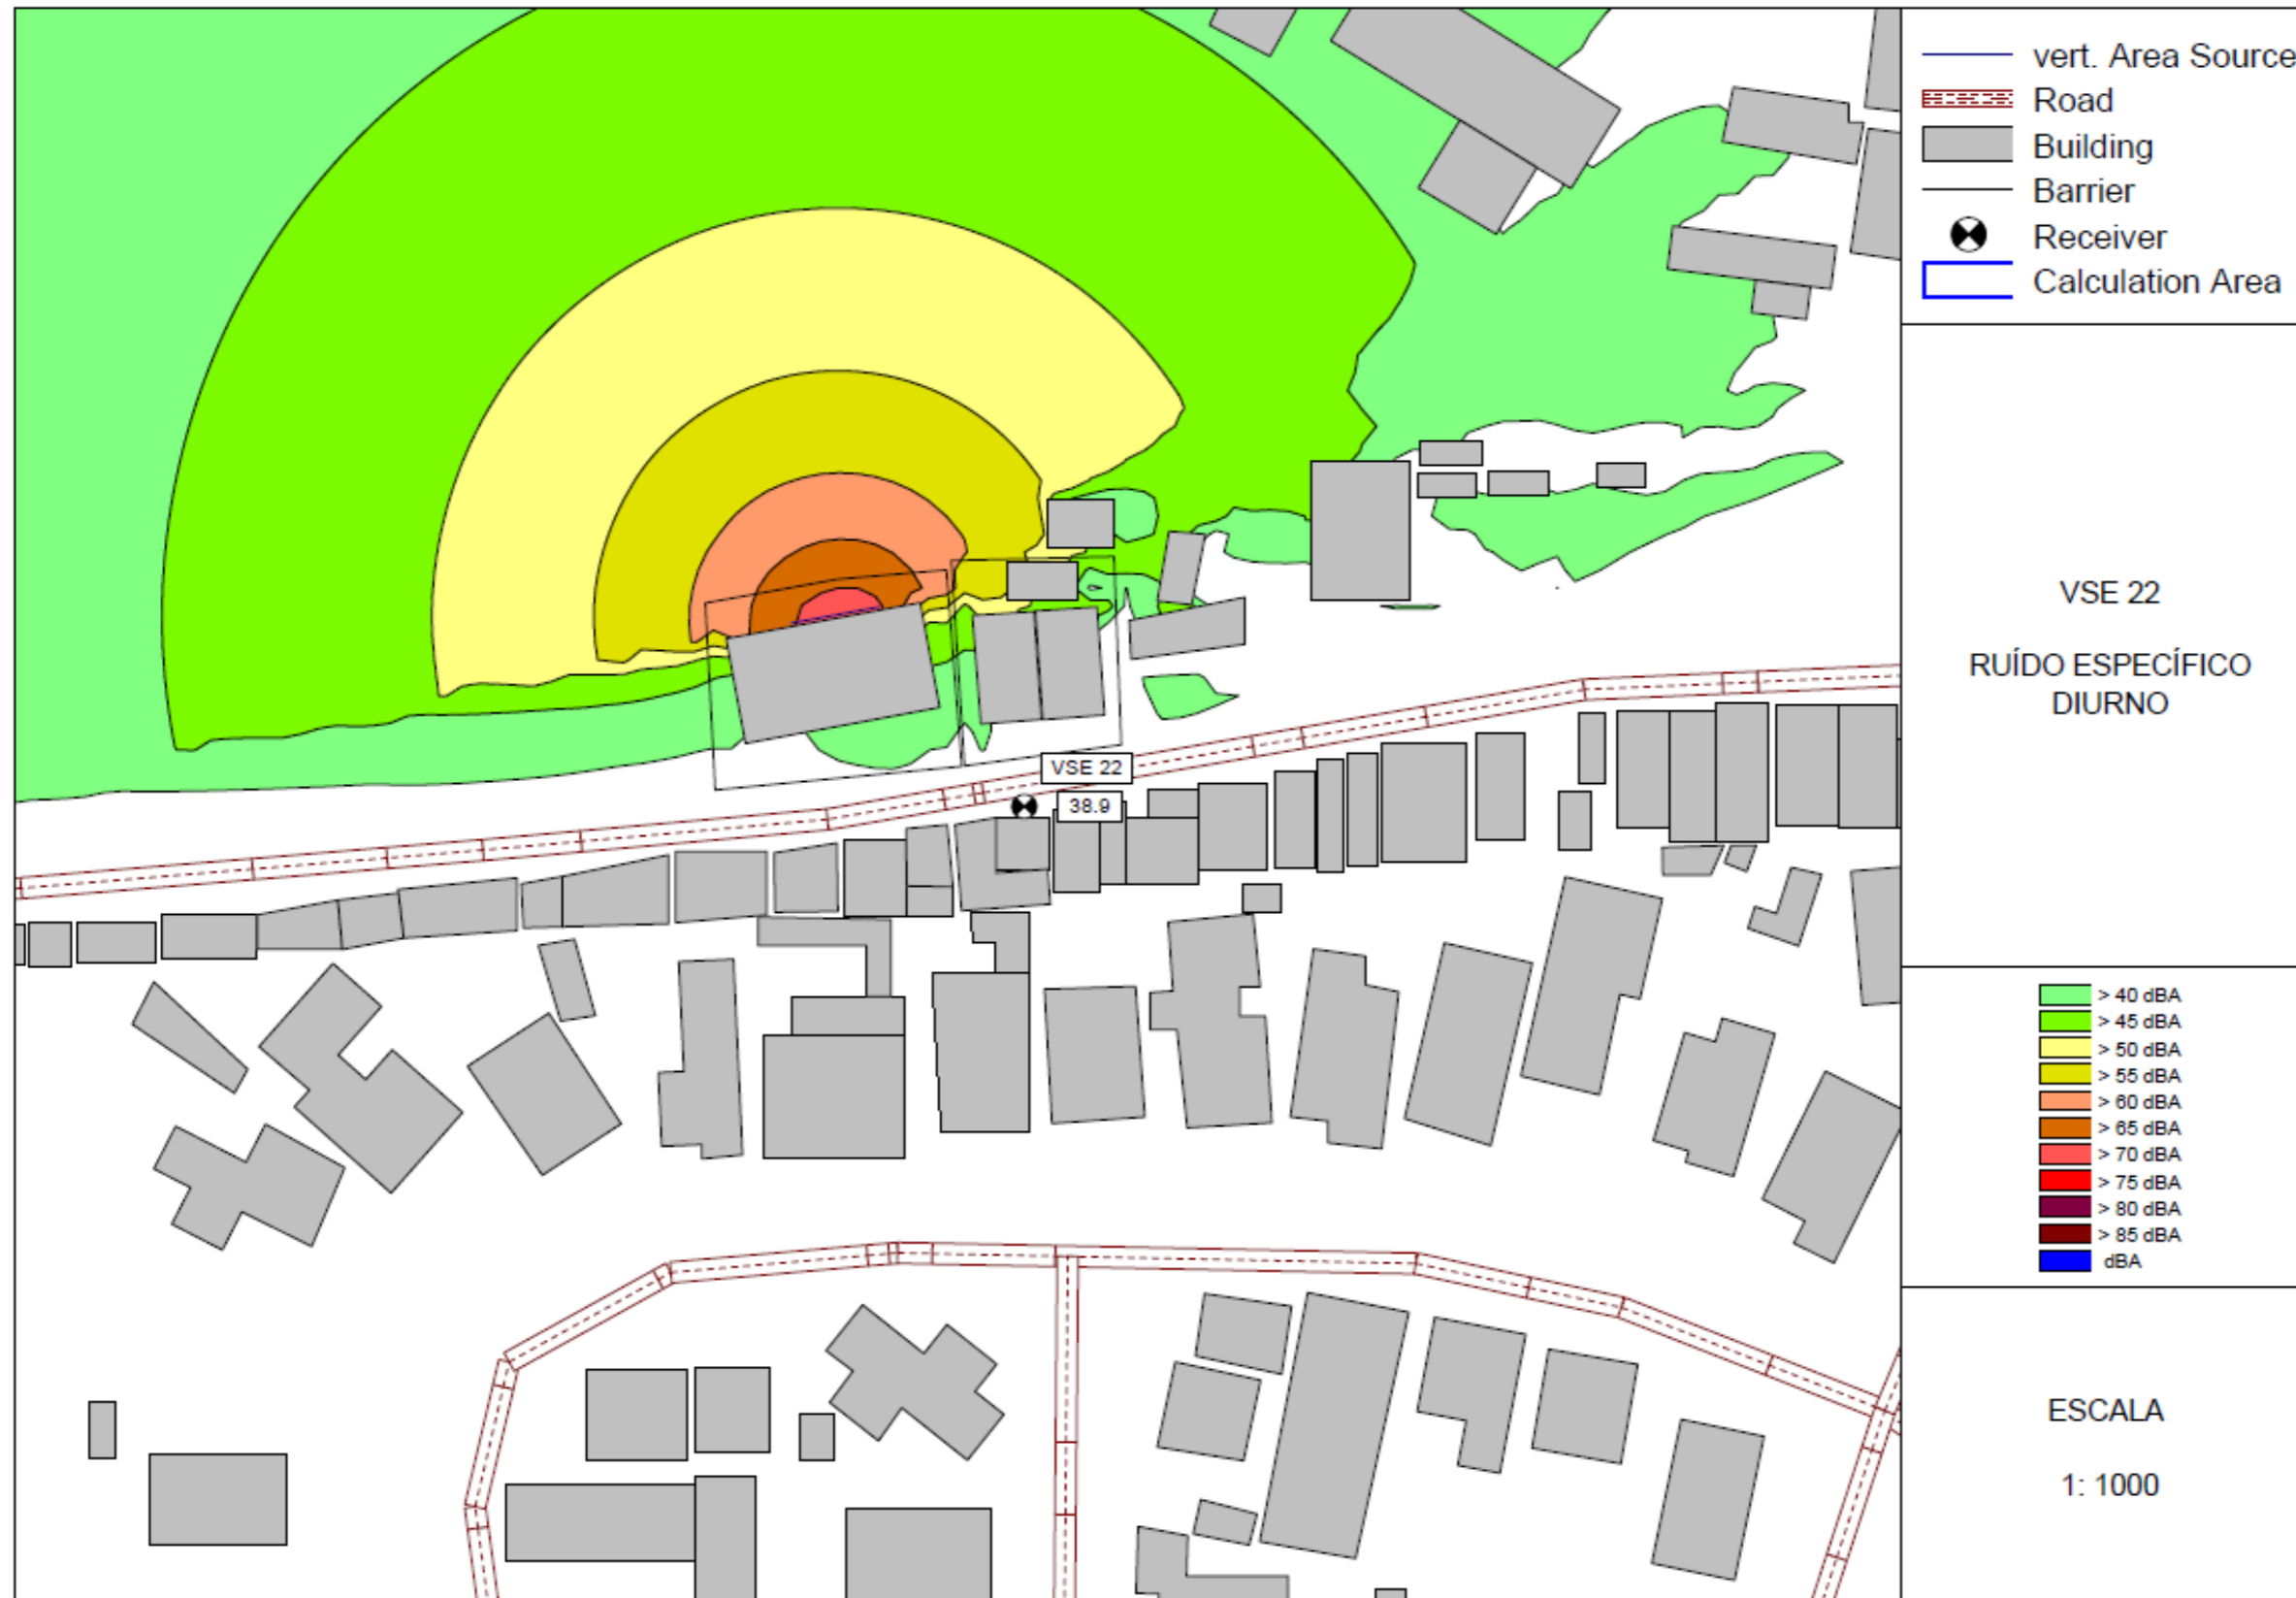 vert. Area Source
Road
Building
Barrier
Receiver
Calculation Area
VSE 22
RUÍDO ESPECÍFICO
DIURNO
VSE 22
38.9
> 40 dBA
> 45 dBA
> 50 dBA
> 55 dBA
> 60 dBA
> 65 dBA
> 70 dBA
> 75 dBA
> 80 dBA
> 85 dBA
dBA
ESCALA
1: 1000